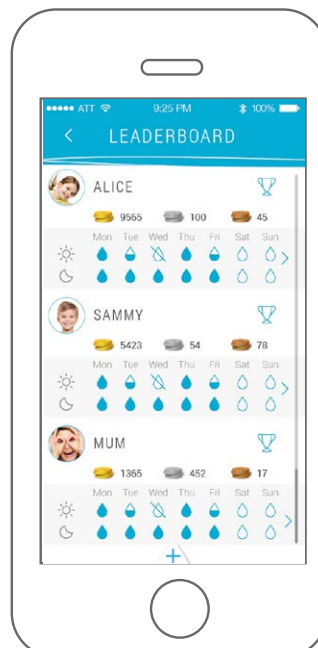 ATT 9:25 PM 100%
< LEADERBOARD
ALICE
9565 100 45
Mon Tue Wed Thu Fri Sat Sun
SAMMY
5423 54 78
Mon Tue Wed Thu Fri Sat Sun
MUM
1365 452 17
Mon Tue Wed Thu Fri Sat Sun
+